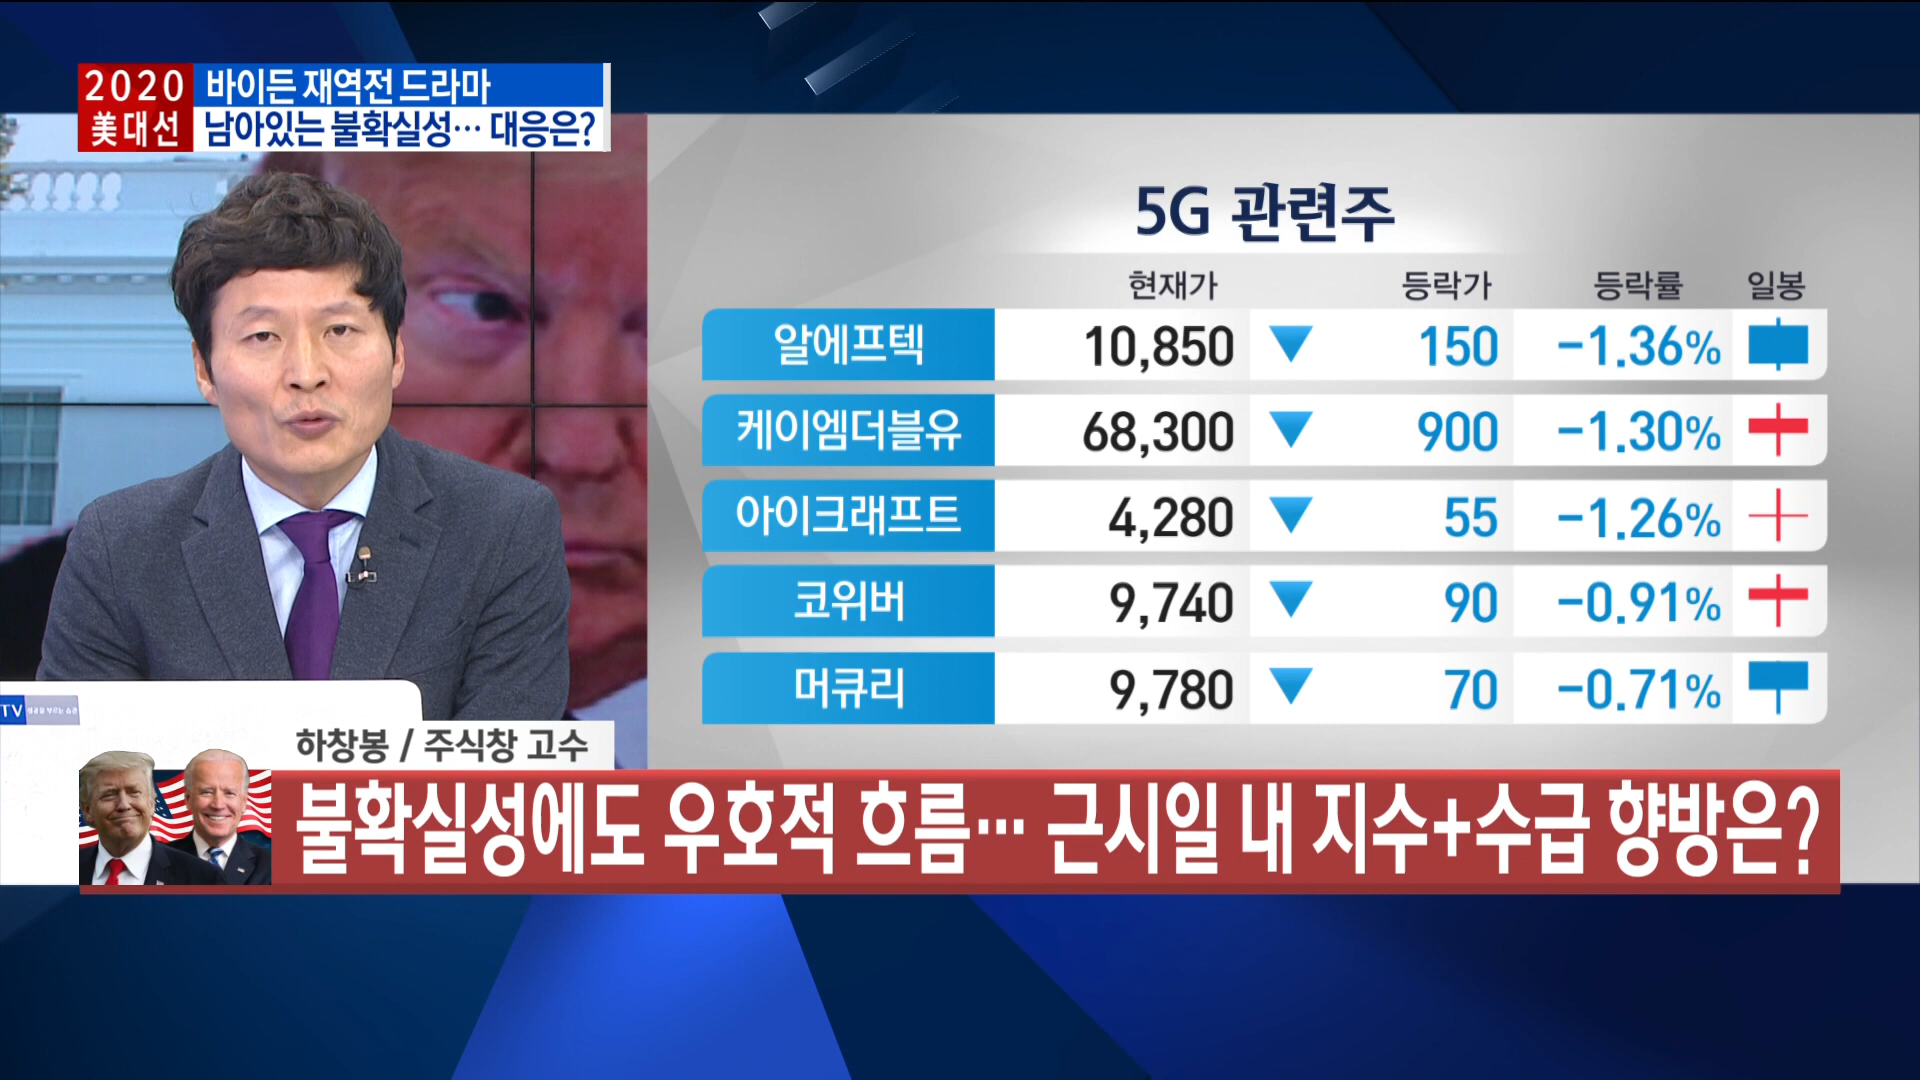 2020
美대선
바이든 재역전 드라마
남아있는 불확실성… 대응은?
5G 관련주
현재가 등락가 등락률 일봉
알에프텍 10,850 ▼ 150 -1.36%
케이엠더블유 68,300 ▼ 900 -1.30%
아이크래프트 4,280 ▼ 55 -1.26%
코위버 9,740 ▼ 90 -0.91%
머큐리 9,780 ▼ 70 -0.71%
TV
하창봉 / 주식창 고수
불확실성에도 우호적 흐름… 근시일 내 지수+수급 향방은?